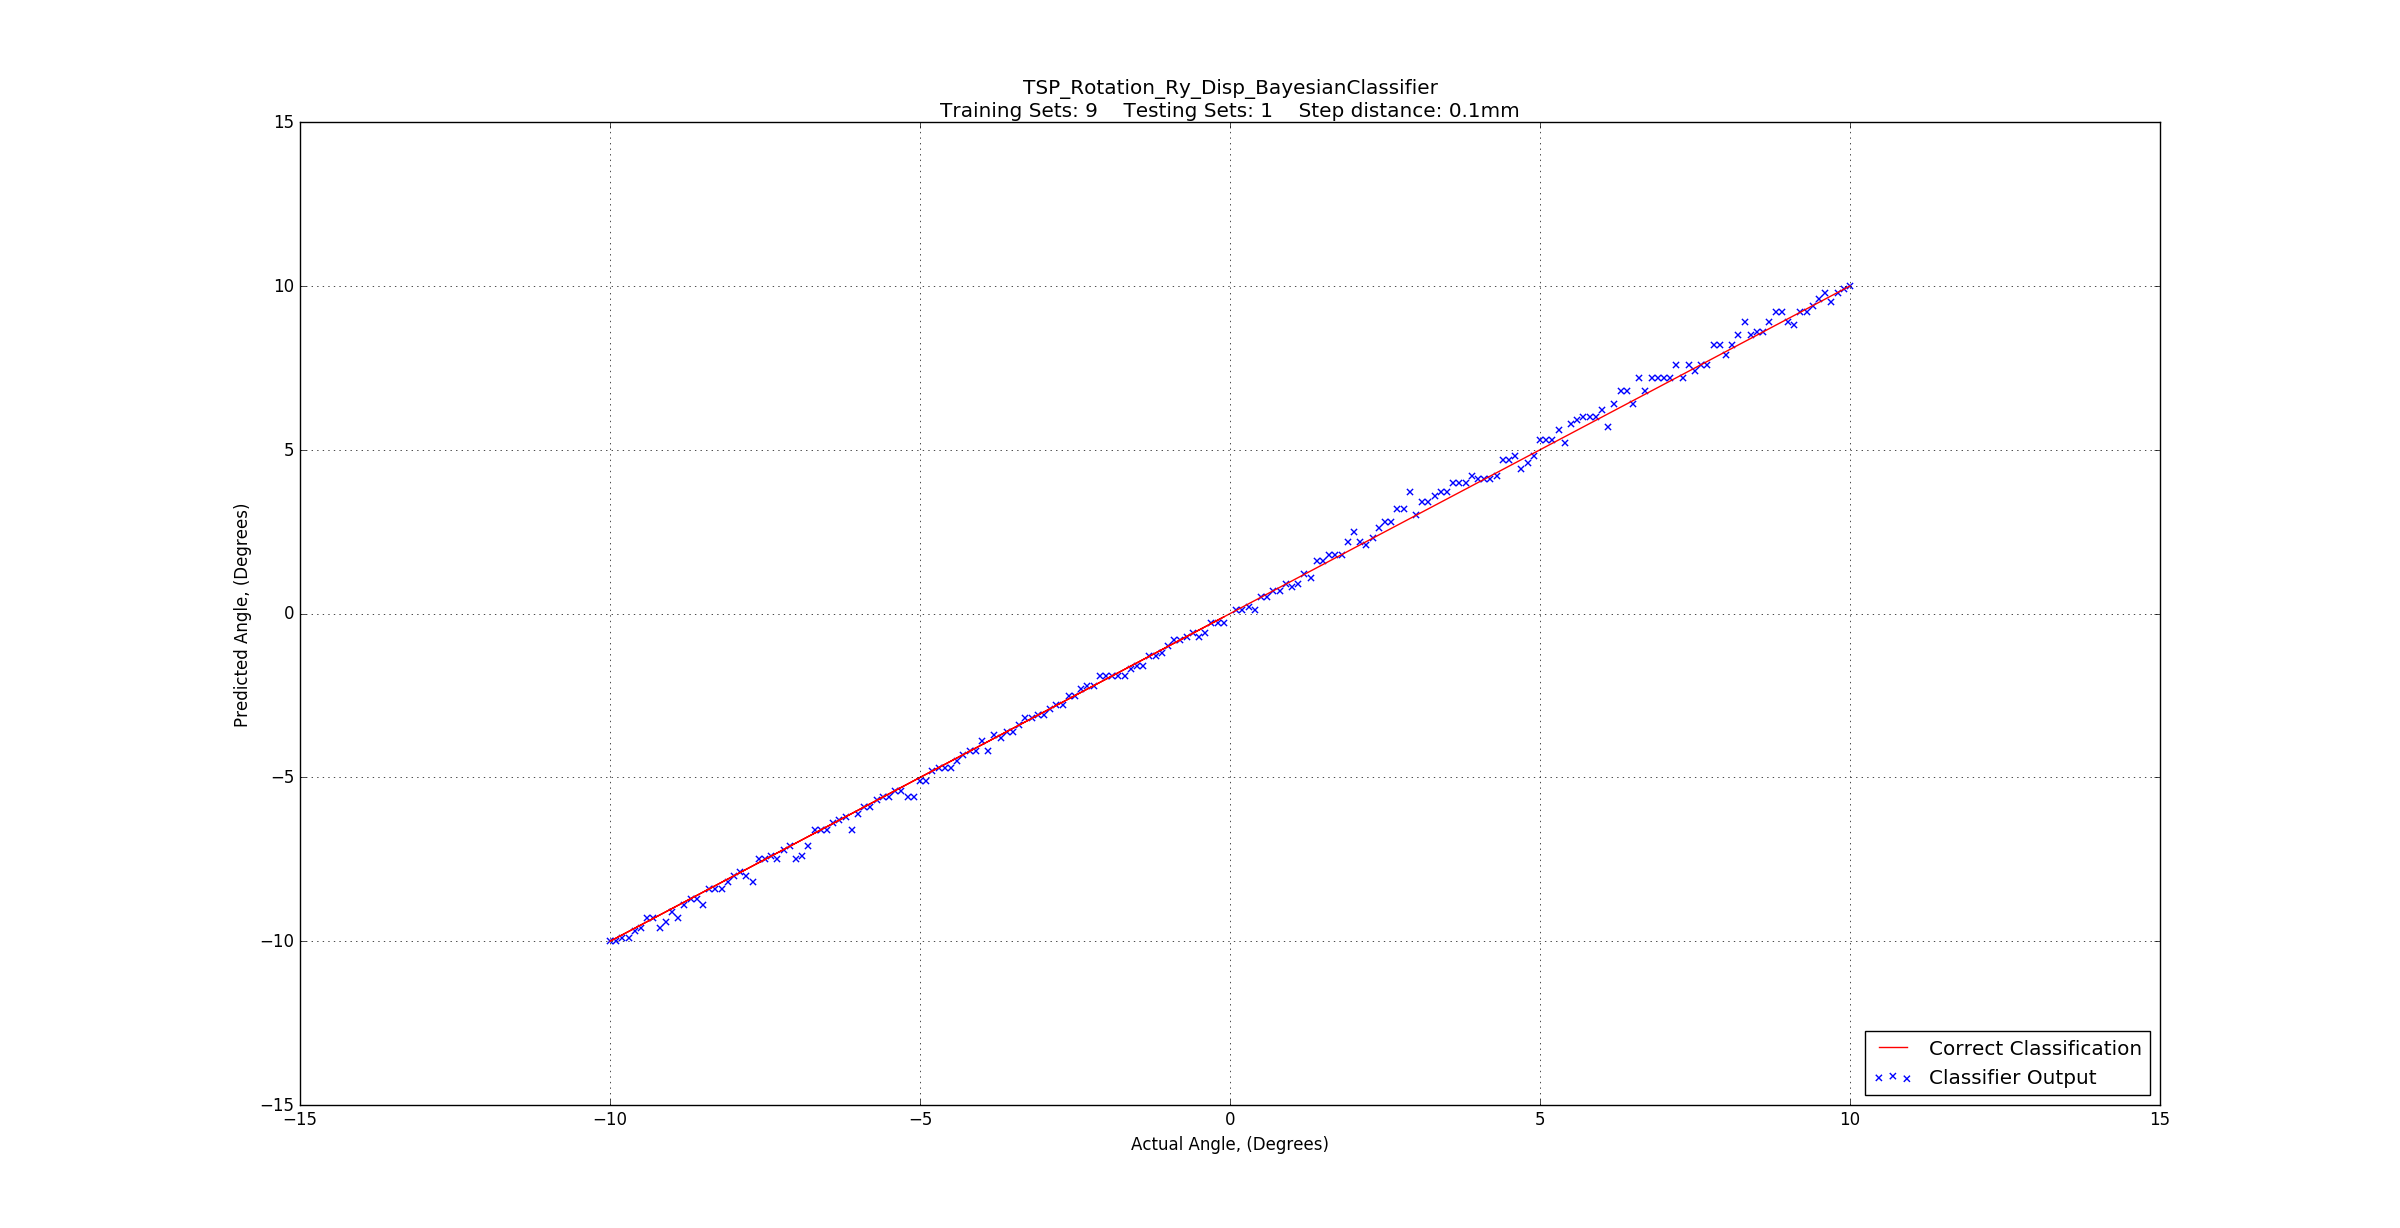 TSP_Rotation_Ry_Disp_BayesianClassifier
Training Sets: 9    Testing Sets: 1    Step distance: 0.1mm
15
10
5
0
−5
−10
−15
Predicted Angle, (Degrees)
−15 −10 −5 0 5 10 15
Actual Angle, (Degrees)
Correct Classification
Classifier Output